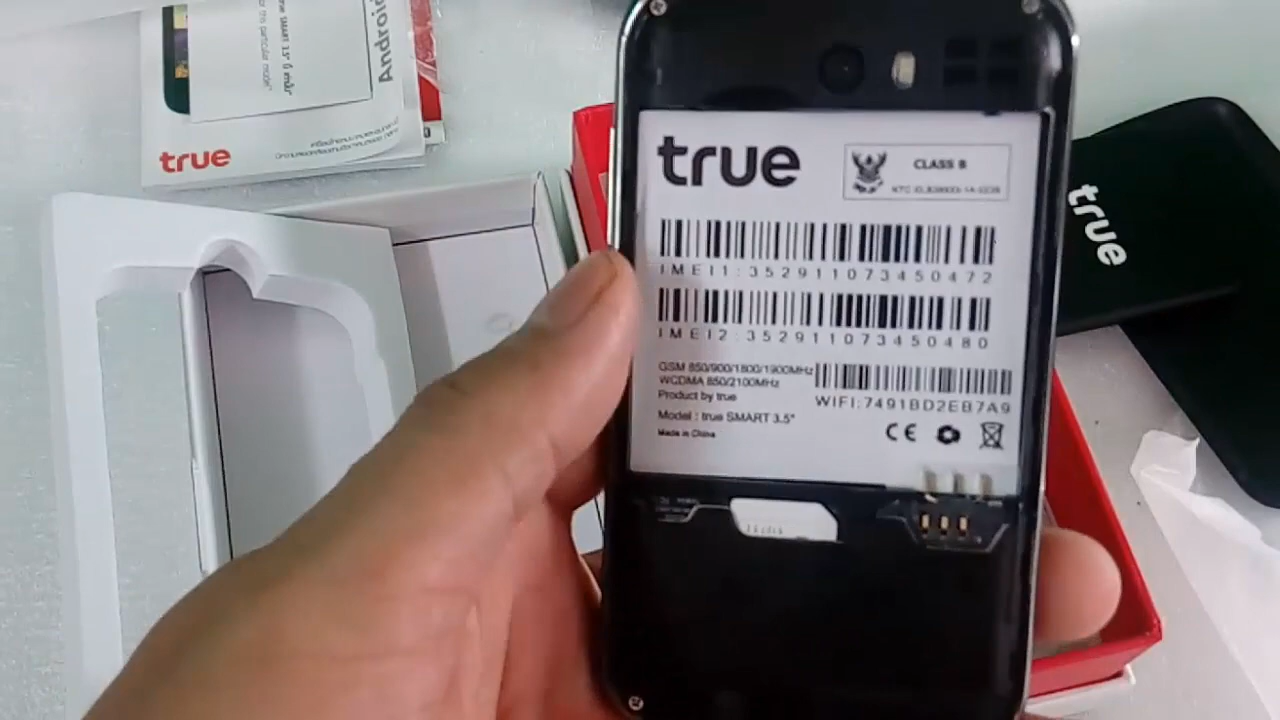 Android
true
true
CLASS B
IMEI1:352911073450472
IMEI2:352911073450480
GSM 850/900/1800/1900MHz
WCDMA 850/2100MHz
Product by true
WIFI:7491BD2EB7A9
Model : true SMART 3.5"
Made in China
CE
true